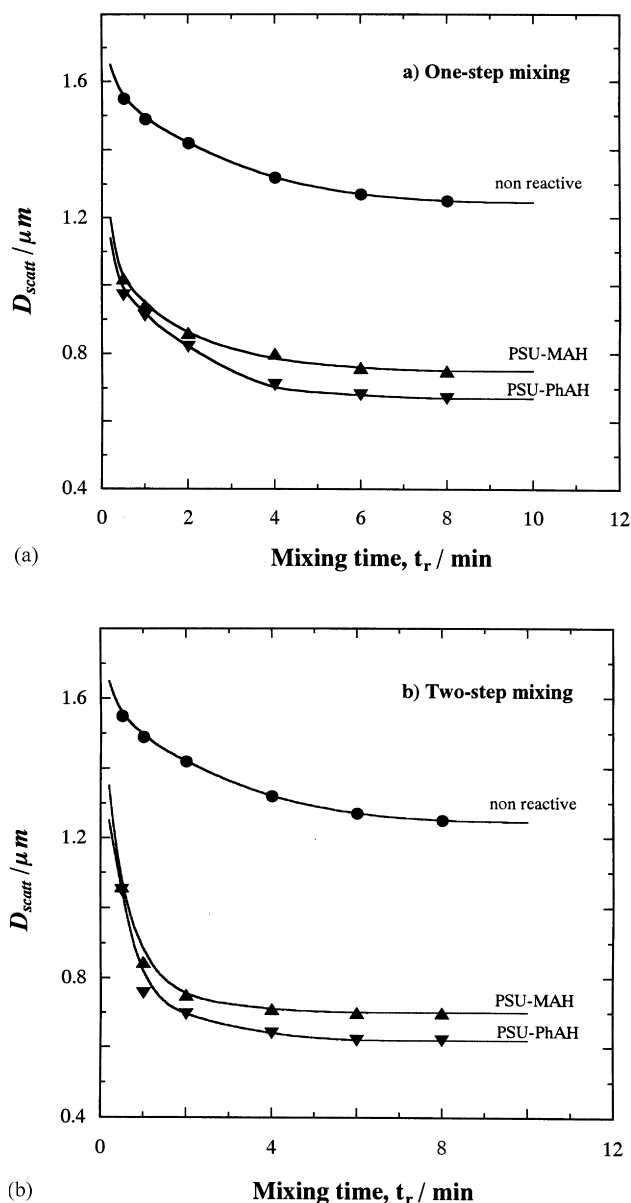 a) One-step mixing
1.6
1.2
0.8
0.4
D_scatt / μm
non reactive
PSU-MAH
PSU-PhAH
0 2 4 6 8 10 12
(a)
Mixing time, t_r / min
b) Two-step mixing
1.6
1.2
0.8
0.4
D_scatt / μm
non reactive
PSU-MAH
PSU-PhAH
0 4 8 12
(b)
Mixing time, t_r / min